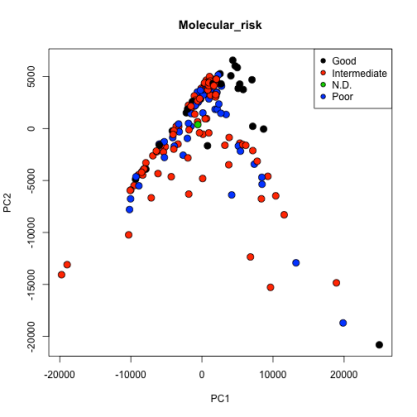 Molecular_risk
Good
Intermediate
N.D.
Poor
5000
0
-5000
-10000
-15000
-20000
PC2
-20000 -10000 0 10000 20000
PC1